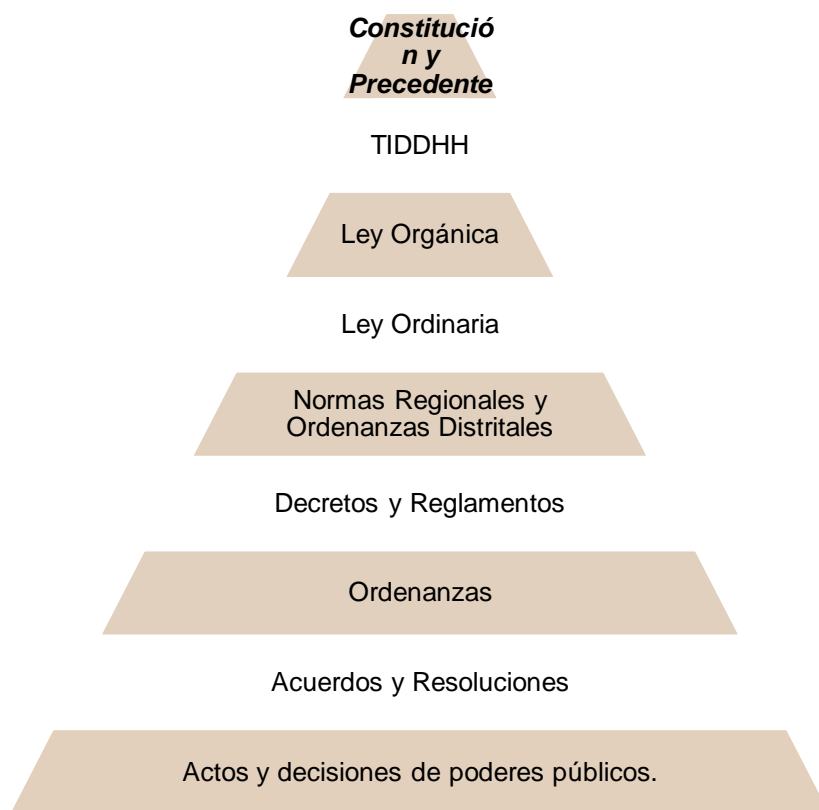 Constitució
n y
Precedente
TIDDHH
Ley Orgánica
Ley Ordinaria
Normas Regionales y
Ordenanzas Distritales
Decretos y Reglamentos
Ordenanzas
Acuerdos y Resoluciones
Actos y decisiones de poderes públicos.